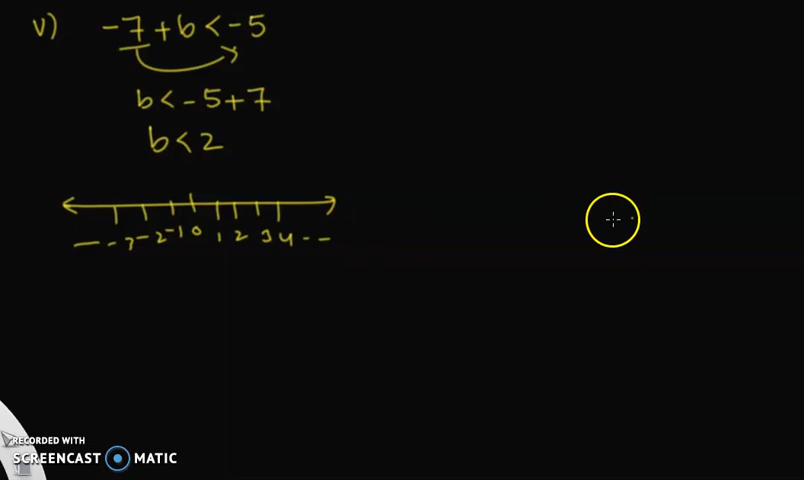 v) -7+b<-5
b<-5+7
b<2
— -3 -2 -1 0 1 2 3 4 --
RECORDED WITH
SCREENCAST MATIC